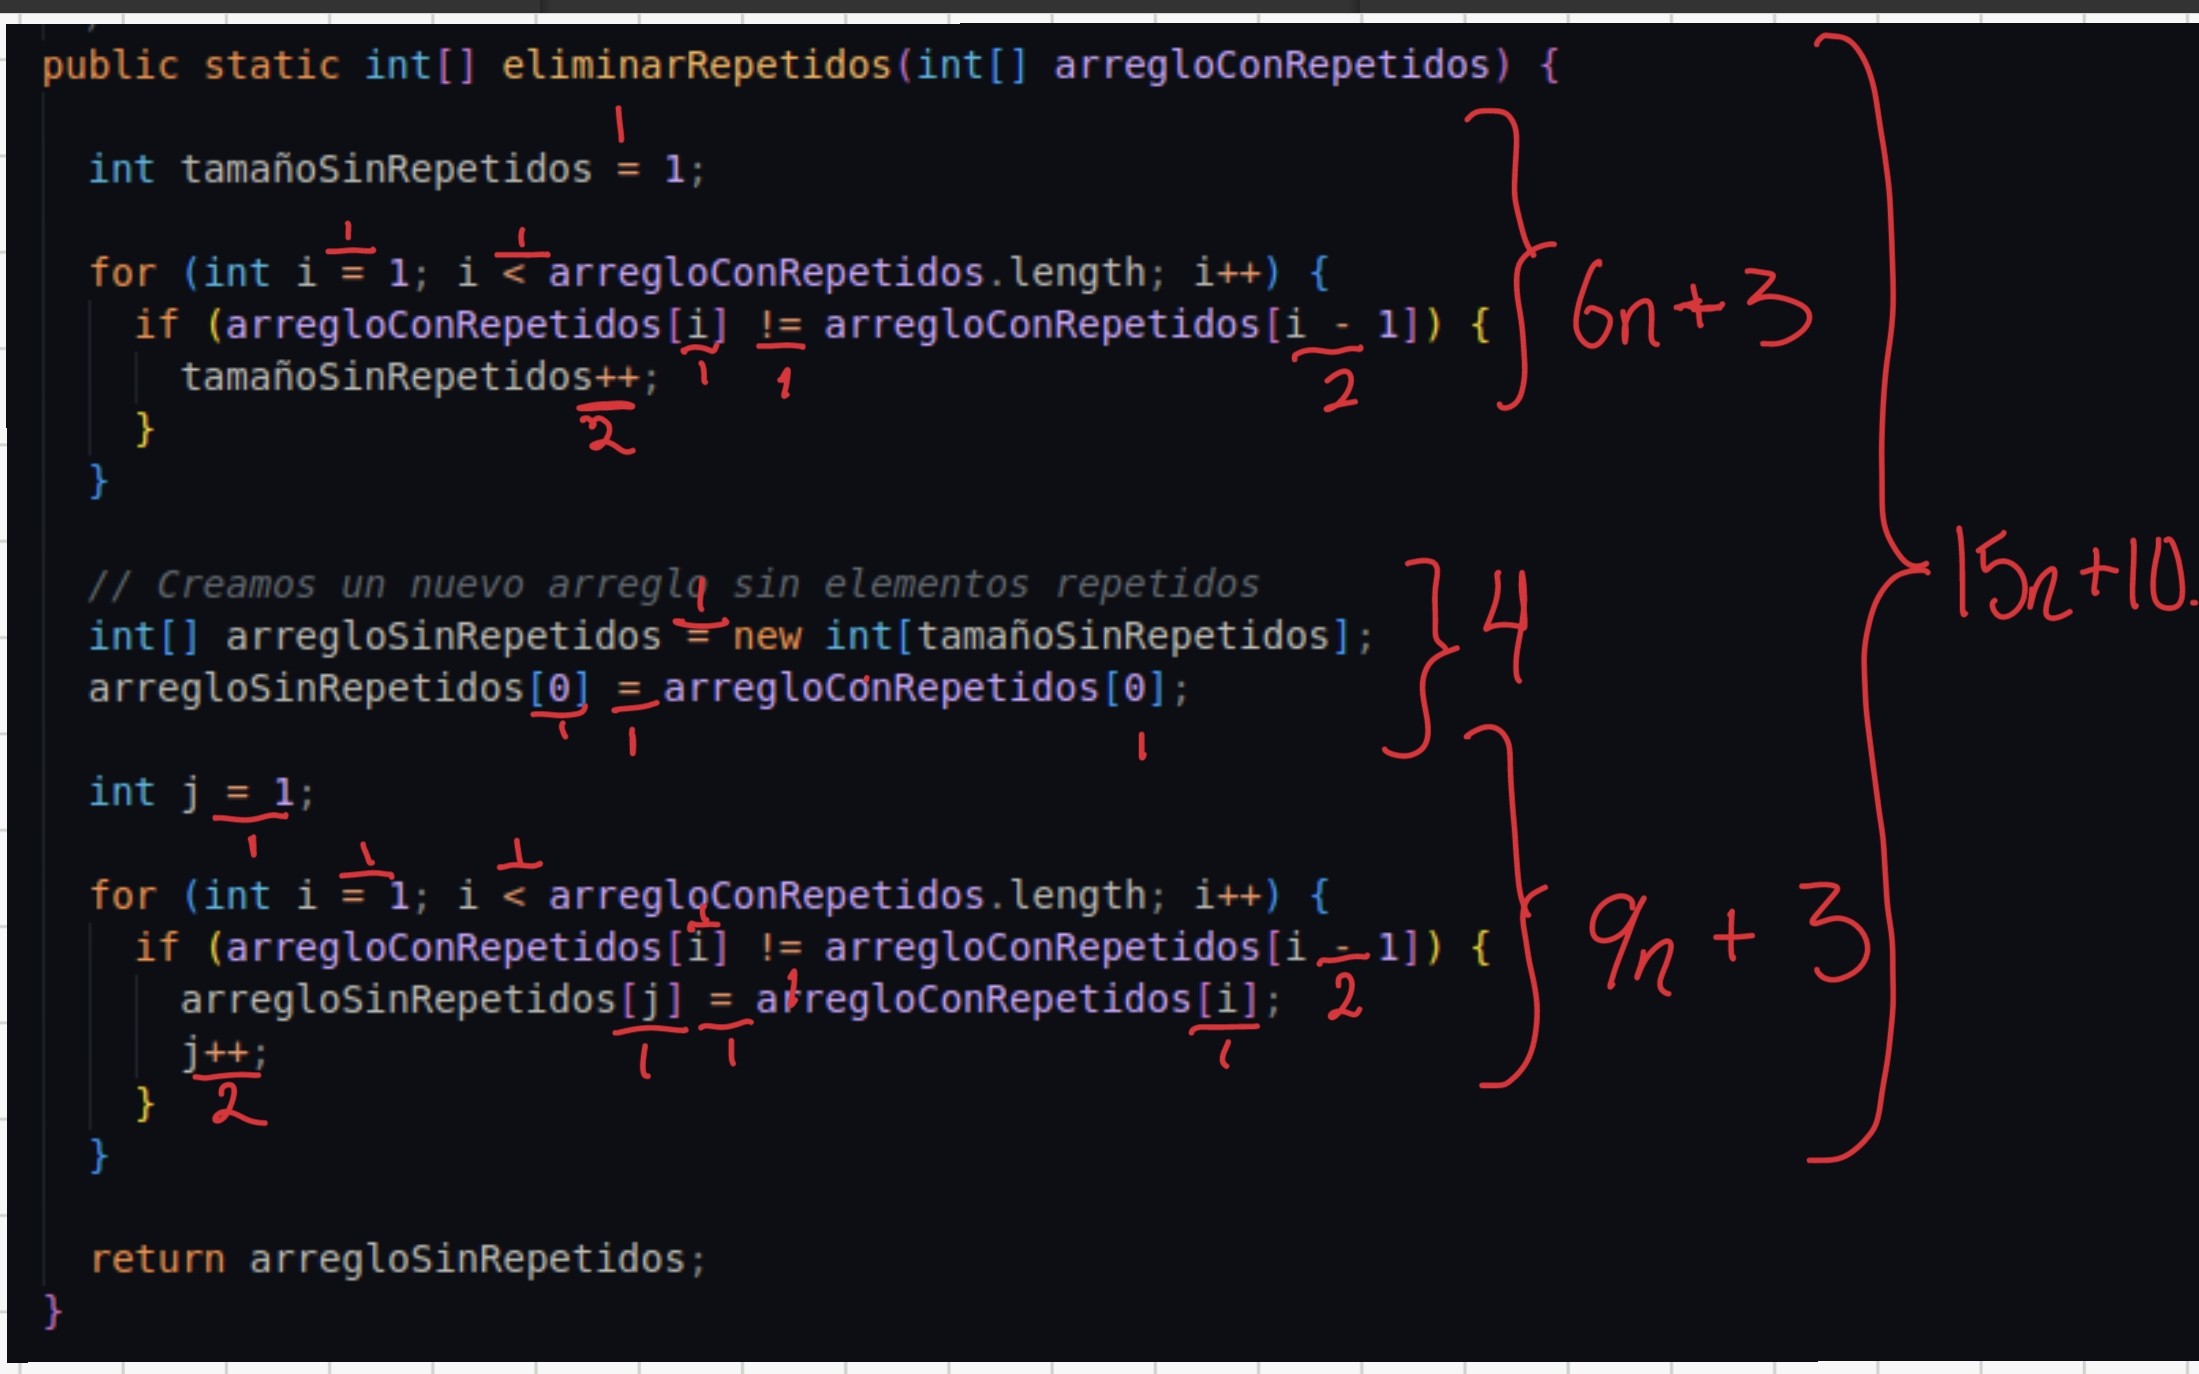 public static int[] eliminarRepetidos(int[] arregloConRepetidos) {
1
int tamañoSinRepetidos = 1;
1 1
for (int i = 1; i < arregloConRepetidos.length; i++) {
if (arregloConRepetidos[i] != arregloConRepetidos[i - 1]) {
1 1 2
tamañoSinRepetidos++;
2
}
}
6n+3
// Creamos un nuevo arreglo sin elementos repetidos
1
int[] arregloSinRepetidos = new int[tamañoSinRepetidos];
arregloSinRepetidos[0] = arregloConRepetidos[0];
1 1 1
4
15n+10.
int j = 1;
1
1 1
for (int i = 1; i < arregloConRepetidos.length; i++) {
1
if (arregloConRepetidos[i] != arregloConRepetidos[i - 1]) {
1 2
arregloSinRepetidos[j] = arregloConRepetidos[i];
1 1 1
j++;
2
}
}
9n + 3
return arregloSinRepetidos;
}